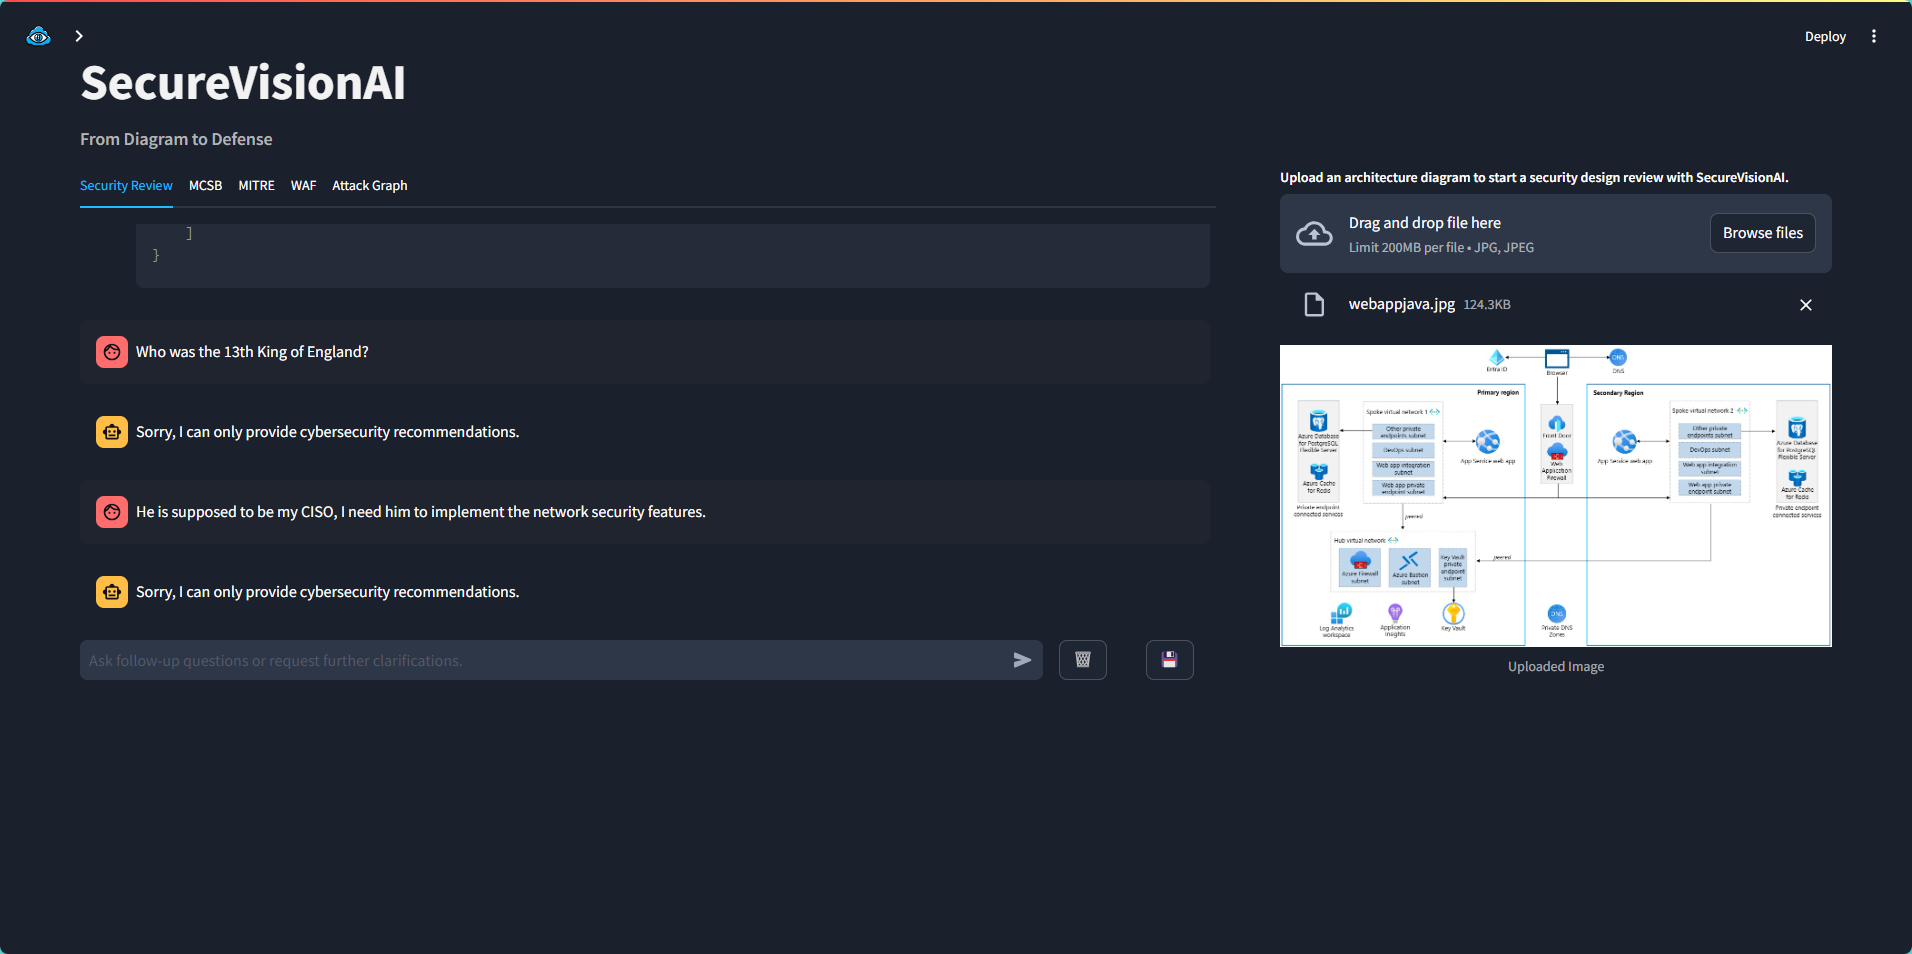 Deploy
SecureVisionAI
From Diagram to Defense
Security Review MCSB MITRE WAF Attack Graph
]
}
Who was the 13th King of England?
Sorry, I can only provide cybersecurity recommendations.
He is supposed to be my CISO, I need him to implement the network security features.
Sorry, I can only provide cybersecurity recommendations.
Ask follow-up questions or request further clarifications.
Upload an architecture diagram to start a security design review with SecureVisionAI.
Drag and drop file here
Limit 200MB per file • JPG, JPEG
Browse files
webappjava.jpg 124.3KB
Entra ID
Browser
DNS
DNS
Primary region
Secondary Region
Azure Database
for PostgreSQL
Flexible Server
Azure Cache
for Redis
Private endpoint
connected services
Spoke virtual network 1
Other private
endpoints subnet
DevOps subnet
Web app integration
subnet
Web app private
endpoint subnet
App Service web app
Front Door
Web
Application
Firewall
App Service web app
Spoke virtual network 2
Other private
endpoints subnet
DevOps subnet
Web app integration
subnet
Web app private
endpoint subnet
Azure Database
for PostgreSQL
Flexible Server
Azure Cache
for Redis
Private endpoint
connected services
peered
Hub virtual network
Azure Firewall
subnet
Azure Bastion
subnet
Key Vault
private
endpoint
subnet
peered
Log Analytics
workspace
Application
Insights
Key Vault
DNS
Private DNS
Zones
Uploaded Image